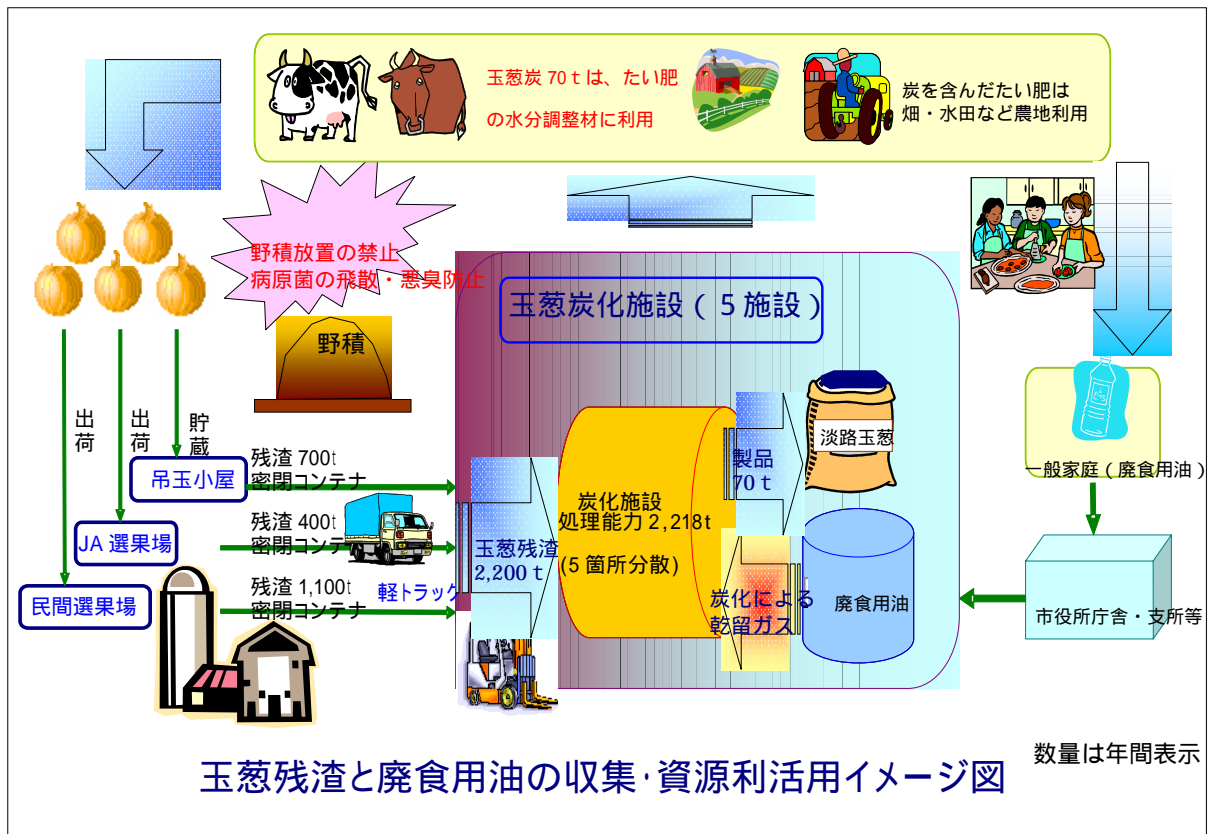 玉葱炭 70 t は、たい肥
の水分調整材に利用
炭を含んだたい肥は
畑・水田など農地利用
野積放置の禁止
病原菌の飛散・悪臭防止
野積
玉葱炭化施設(5施設)
出荷
出荷
貯蔵
吊玉小屋
JA 選果場
民間選果場
残渣 700t
密閉コンテナ
残渣 400t
密閉コンテナ
残渣 1,100t
密閉コンテナ
軽トラック
玉葱残渣
2,200 t
炭化施設
処理能力 2,218t
(5 箇所分散)
製品
70 t
淡路玉葱
炭化による
乾留ガス
廃食用油
一般家庭(廃食用油)
市役所庁舎・支所等
数量は年間表示
玉葱残渣と廃食用油の収集・資源利活用イメージ図